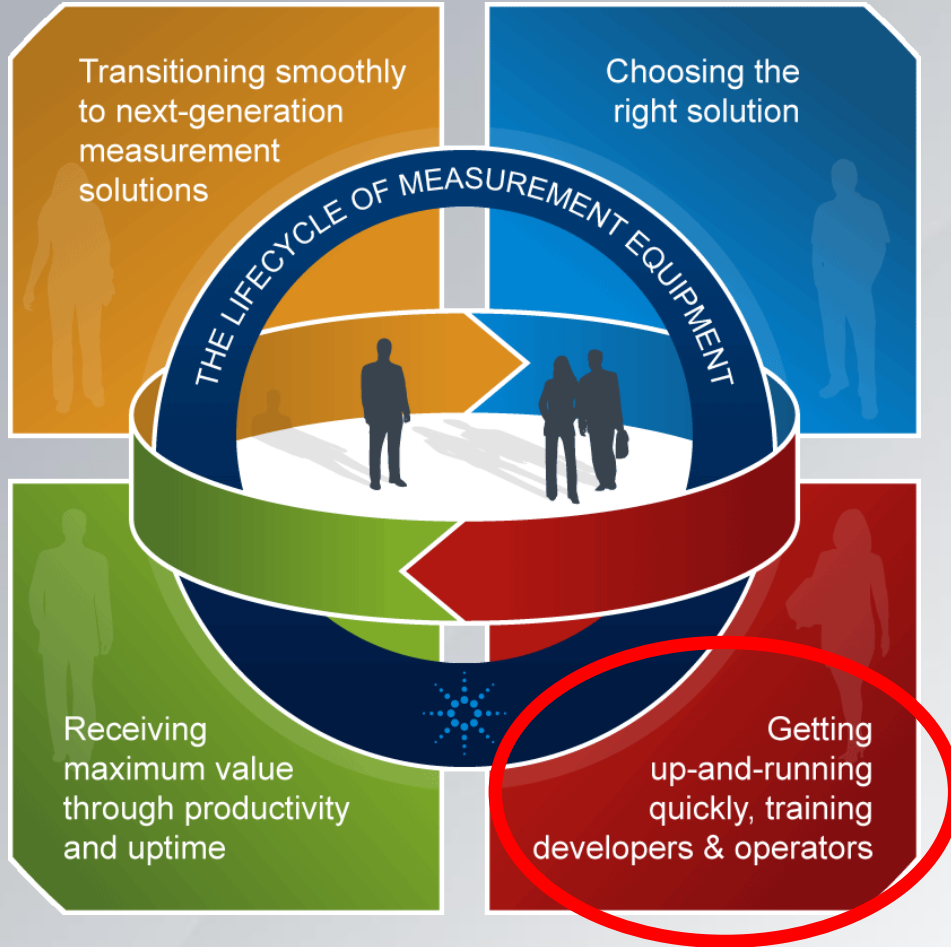 Transitioning smoothly
to next-generation
measurement
solutions
Choosing the
right solution
THE LIFECYCLE OF MEASUREMENT EQUIPMENT
Receiving
maximum value
through productivity
and uptime
Getting
up-and-running
quickly, training
developers & operators